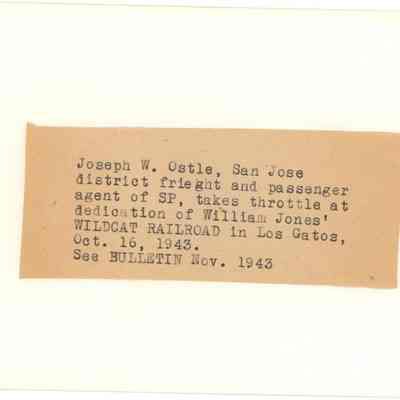 Joseph W. Ostle, San Jose
district frieght and passenger
agent of SP, takes throttle at
dedication of William Jones'
WILDCAT RAILROAD in Los Gatos,
Oct. 16, 1943.
See BULLETIN Nov. 1943